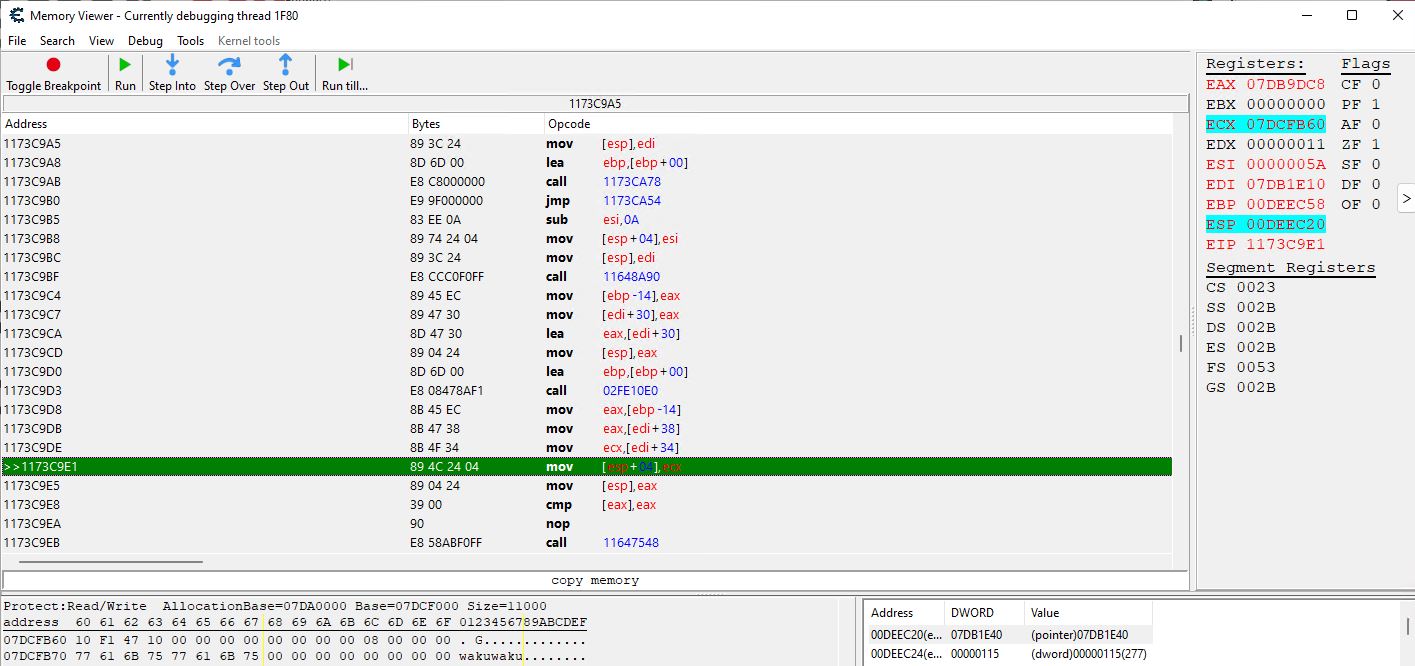 Memory Viewer - Currently debugging thread 1F80
File Search View Debug Tools Kernel tools
Toggle Breakpoint Run Step Into Step Over Step Out Run till...
1173C9A5
Address Bytes Opcode
1173C9A5 89 3C 24 mov [esp],edi
1173C9A8 8D 6D 00 lea ebp,[ebp+00]
1173C9AB E8 C8000000 call 1173CA78
1173C9B0 E9 9F000000 jmp 1173CA54
1173C9B5 83 EE 0A sub esi,0A
1173C9B8 89 74 24 04 mov [esp+04],esi
1173C9BC 89 3C 24 mov [esp],edi
1173C9BF E8 CCC0F0FF call 11648A90
1173C9C4 89 45 EC mov [ebp-14],eax
1173C9C7 89 47 30 mov [edi+30],eax
1173C9CA 8D 47 30 lea eax,[edi+30]
1173C9CD 89 04 24 mov [esp],eax
1173C9D0 8D 6D 00 lea ebp,[ebp+00]
1173C9D3 E8 08478AF1 call 02FE10E0
1173C9D8 8B 45 EC mov eax,[ebp-14]
1173C9DB 8B 47 38 mov eax,[edi+38]
1173C9DE 8B 4F 34 mov ecx,[edi+34]
>>1173C9E1 89 4C 24 04 mov [esp+04],ecx
1173C9E5 89 04 24 mov [esp],eax
1173C9E8 39 00 cmp [eax],eax
1173C9EA 90 nop
1173C9EB E8 58ABF0FF call 11647548
copy memory
Registers: Flags
EAX 07DB9DC8 CF 0
EBX 00000000 PF 1
ECX 07DCFB60 AF 0
EDX 00000011 ZF 1
ESI 0000005A SF 0
EDI 07DB1E10 DF 0
EBP 00DEEC58 OF 0
ESP 00DEEC20
EIP 1173C9E1
Segment Registers
CS 0023
SS 002B
DS 002B
ES 002B
FS 0053
GS 002B
>
Protect:Read/Write AllocationBase=07DA0000 Base=07DCF000 Size=11000
address 60 61 62 63 64 65 66 67 68 69 6A 6B 6C 6D 6E 6F 0123456789ABCDEF
07DCFB60 10 F1 47 10 00 00 00 00 00 00 00 00 08 00 00 00 . G.............
07DCFB70 77 61 6B 75 77 61 6B 75 00 00 00 00 00 00 00 00 wakuwaku........
Address DWORD Value
00DEEC20(e... 07DB1E40 (pointer)07DB1E40
00DEEC24(e... 00000115 (dword)00000115(277)